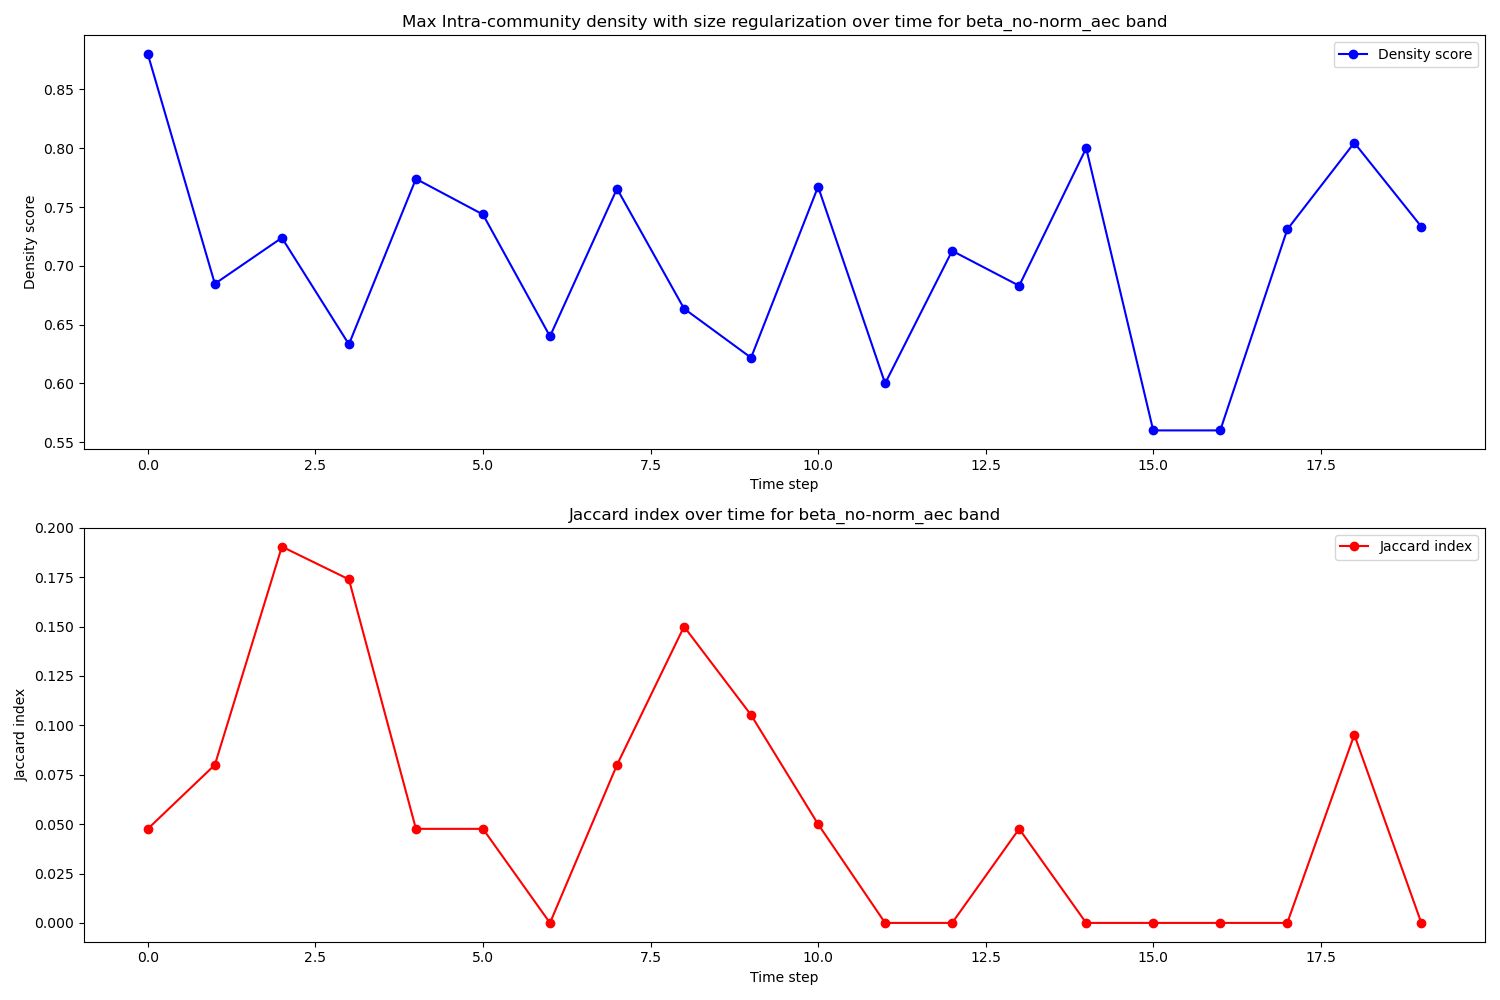 Max Intra-community density with size regularization over time for beta_no-norm_aec band
Density score
0.85
0.80
0.75
0.70
0.65
0.60
0.55
Density score
0.0 2.5 5.0 7.5 10.0 12.5 15.0 17.5
Time step
Jaccard index over time for beta_no-norm_aec band
Jaccard index
0.200
0.175
0.150
0.125
0.100
0.075
0.050
0.025
0.000
Jaccard index
0.0 2.5 5.0 7.5 10.0 12.5 15.0 17.5
Time step